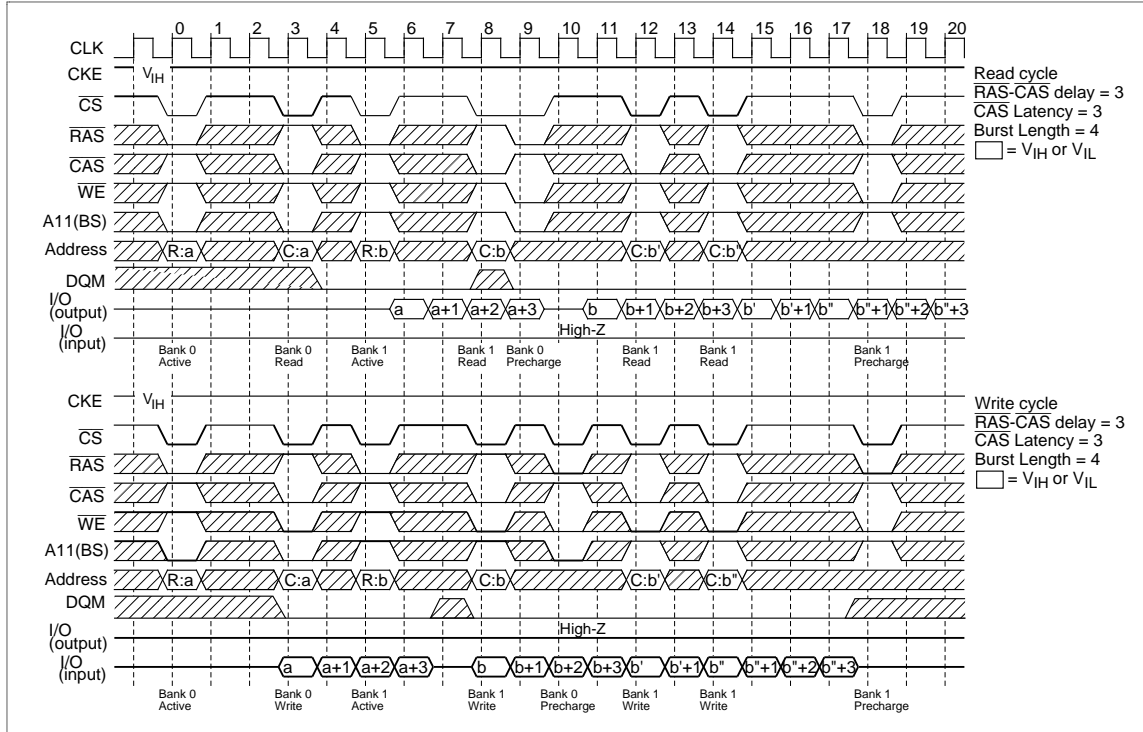 0 1 2 3 4 5 6 7 8 9 10 11 12 13 14 15 16 17 18 19 20
CLK
CKE VIH
CS
RAS
CAS
WE
A11(BS)
Address R:a C:a R:b C:b C:b' C:b"
DQM
I/O (output) a a+1 a+2 a+3 b b+1 b+2 b+3 b' b'+1 b" b"+1 b"+2 b"+3
I/O (input) High-Z
Bank 0 Active
Bank 0 Read
Bank 1 Active
Bank 1 Read
Bank 0 Precharge
Bank 1 Read
Bank 1 Read
Bank 1 Precharge
Read cycle
RAS-CAS delay = 3
CAS Latency = 3
Burst Length = 4
= VIH or VIL
CKE VIH
CS
RAS
CAS
WE
A11(BS)
Address R:a C:a R:b C:b C:b' C:b"
DQM
I/O (output) High-Z
I/O (input) a a+1 a+2 a+3 b b+1 b+2 b+3 b' b'+1 b" b"+1 b"+2 b"+3
Bank 0 Active
Bank 0 Write
Bank 1 Active
Bank 1 Write
Bank 0 Precharge
Bank 1 Write
Bank 1 Write
Bank 1 Precharge
Write cycle
RAS-CAS delay = 3
CAS Latency = 3
Burst Length = 4
= VIH or VIL